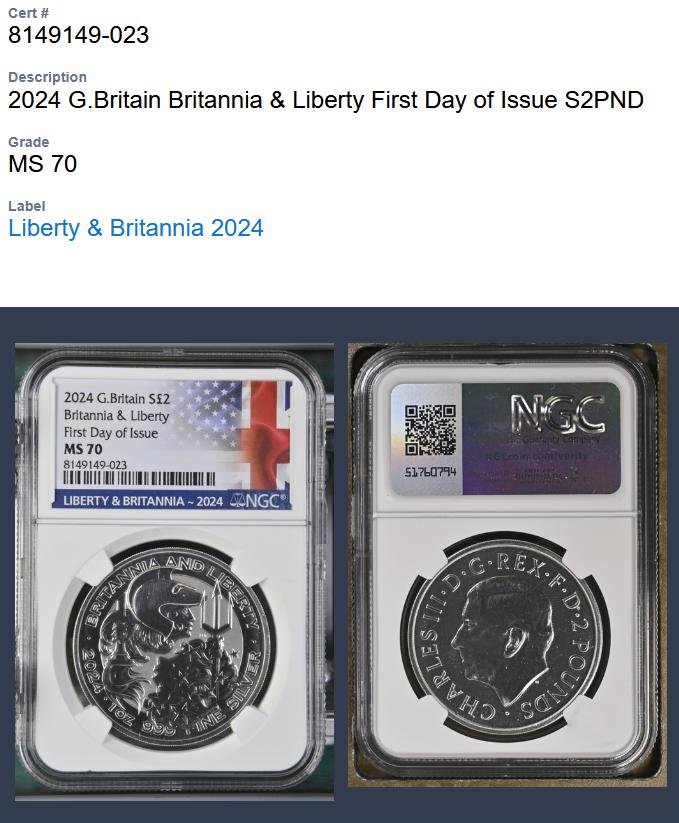 Cert #
8149149-023
Description
2024 G.Britain Britannia & Liberty First Day of Issue S2PND
Grade
MS 70
Label
Liberty & Britannia 2024
2024 G.Britain S£2
Britannia & Liberty
First Day of Issue
MS 70
8149149-023
LIBERTY & BRITANNIA ~ 2024 NGC®
BRITANNIA AND LIBERTY
2024 · 1OZ · 999 FINE SILVER
NGC
Guaranty Company
NGCcoin.com/verify
51760794
CHARLES III · D · G · REX · F · D · 2 POUNDS ·